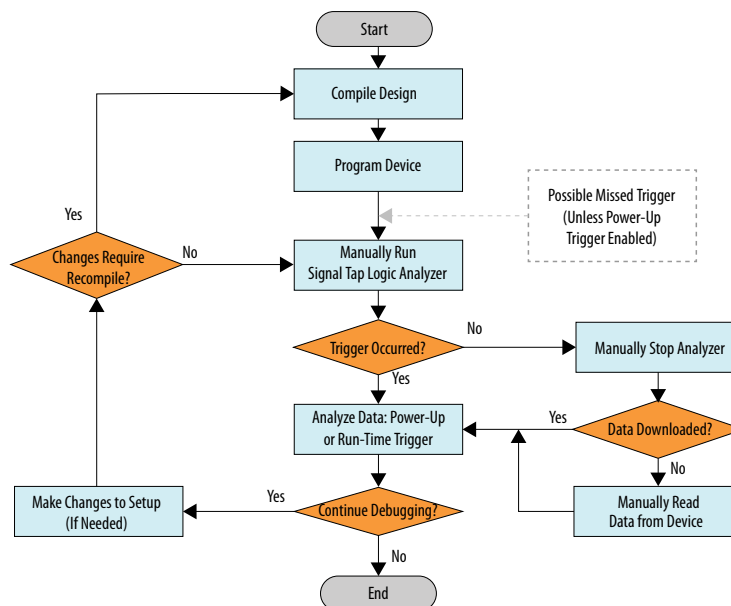 Start
Compile Design
Program Device
Possible Missed Trigger
(Unless Power-Up
Trigger Enabled)
Yes
Changes Require
Recompile?
No
Manually Run
Signal Tap Logic Analyzer
Trigger Occurred?
No
Manually Stop Analyzer
Yes
Analyze Data: Power-Up
or Run-Time Trigger
Yes
Data Downloaded?
No
Manually Read
Data from Device
Continue Debugging?
Yes
Make Changes to Setup
(If Needed)
No
End